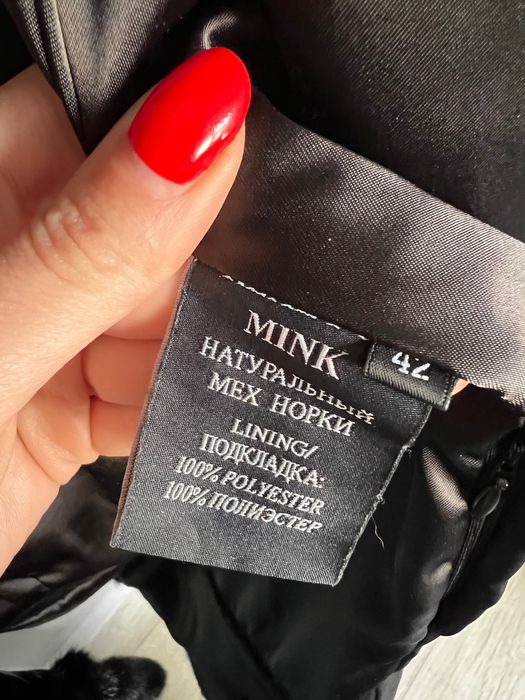 MINK
НАТУРАЛЬНЫЙ
МЕХ НОРКИ
LINING/
ПОДКЛАДКА:
100% POLYESTER
100% ПОЛИЭСТЕР
42